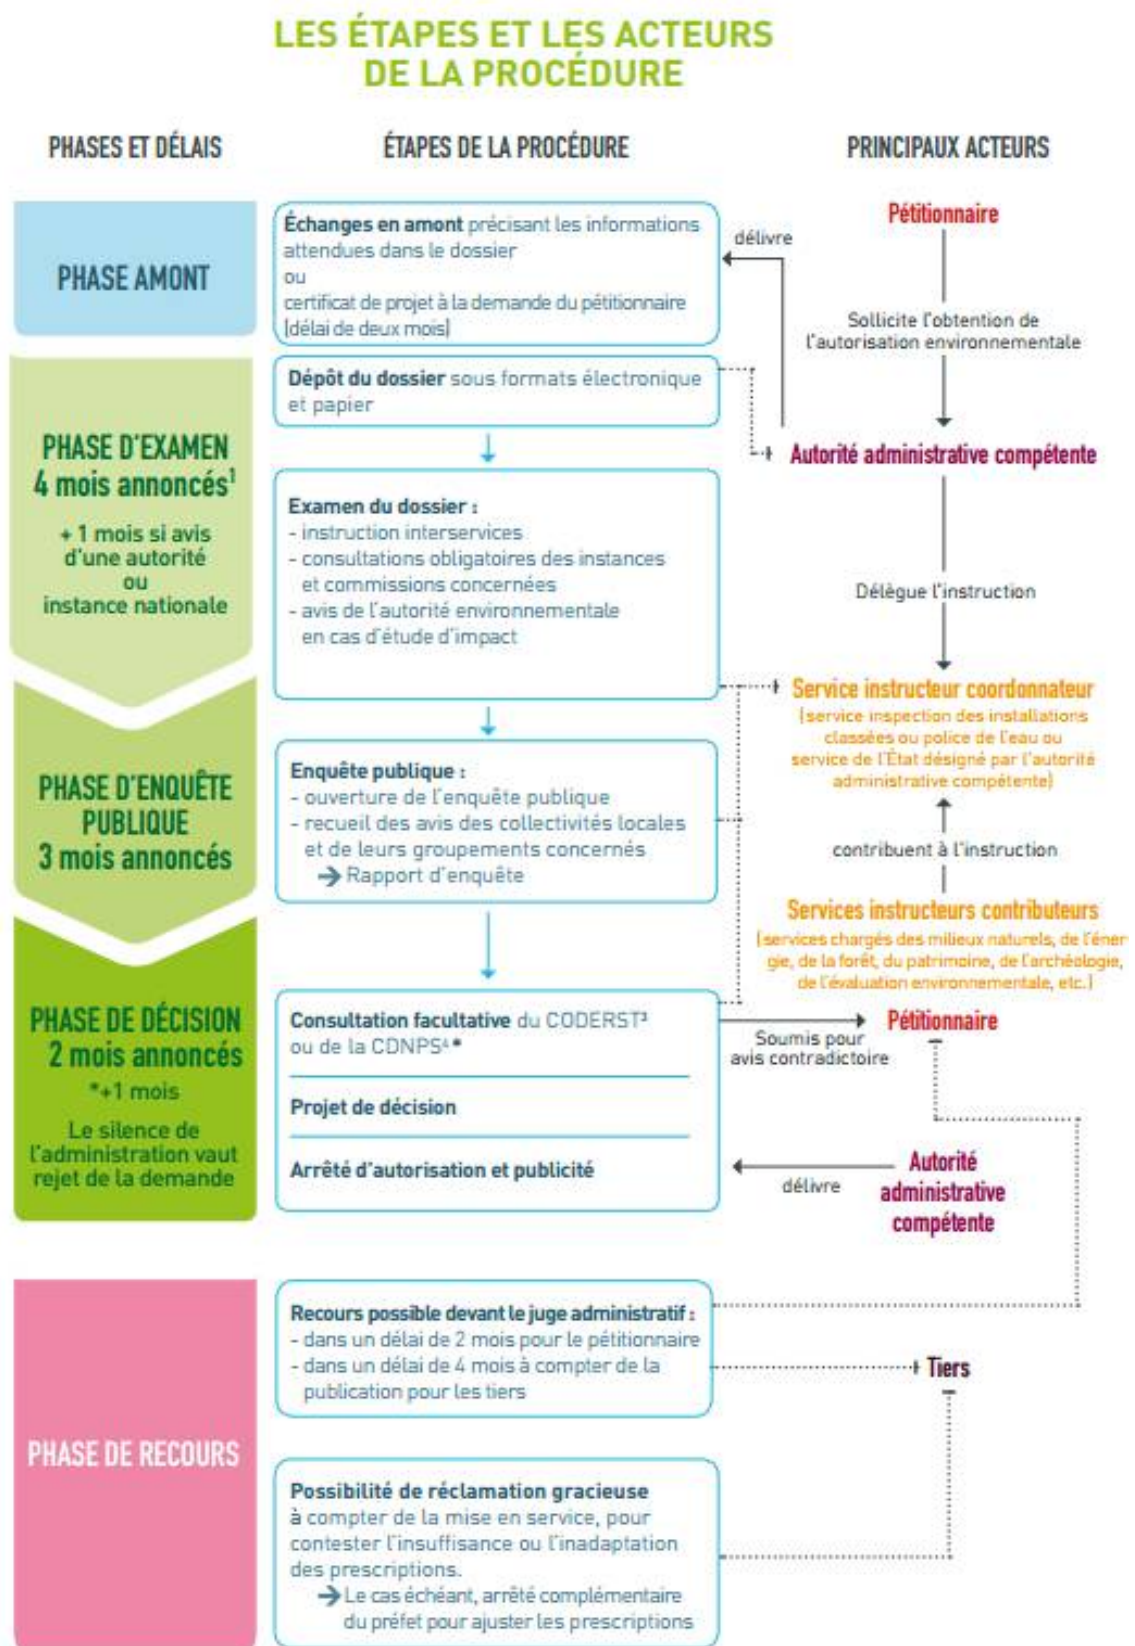 LES ÉTAPES ET LES ACTEURS
DE LA PROCÉDURE
PHASES ET DÉLAIS
ÉTAPES DE LA PROCÉDURE
PRINCIPAUX ACTEURS
PHASE AMONT
Échanges en amont précisant les informations
attendues dans le dossier
ou
certificat de projet à la demande du pétitionnaire
(délai de deux mois)
délivre
Pétitionnaire
Sollicite l'obtention de
l'autorisation environnementale
PHASE D'EXAMEN
4 mois annoncés¹
+ 1 mois si avis
d'une autorité
ou
instance nationale
Dépôt du dossier sous formats électronique
et papier
Autorité administrative compétente
Examen du dossier :
- instruction interservices
- consultations obligatoires des instances
et commissions concernées
- avis de l'autorité environnementale
en cas d'étude d'impact
Délègue l'instruction
Service instructeur coordonnateur
(service inspection des installations
classées ou police de l'eau ou
service de l'État désigné par l'autorité
administrative compétente)
PHASE D'ENQUÊTE
PUBLIQUE
3 mois annoncés
Enquête publique :
- ouverture de l'enquête publique
- recueil des avis des collectivités locales
et de leurs groupements concernés
→ Rapport d'enquête
contribuent à l'instruction
Services instructeurs contributeurs
(services chargés des milieux naturels, de l'éner-
gie, de la forêt, du patrimoine, de l'archéologie,
de l'évaluation environnementale, etc.)
PHASE DE DÉCISION
2 mois annoncés
*+1 mois
Le silence de
l'administration vaut
rejet de la demande
Consultation facultative du CODERST³
ou de la CDNPS⁴*
Projet de décision
Arrêté d'autorisation et publicité
Soumis pour
avis contradictoire
Pétitionnaire
délivre
Autorité
administrative
compétente
PHASE DE RECOURS
Recours possible devant le juge administratif :
- dans un délai de 2 mois pour le pétitionnaire
- dans un délai de 4 mois à compter de la
publication pour les tiers
Tiers
Possibilité de réclamation gracieuse
à compter de la mise en service, pour
contester l'insuffisance ou l'inadaptation
des prescriptions.
→ Le cas échéant, arrêté complémentaire
du préfet pour ajuster les prescriptions